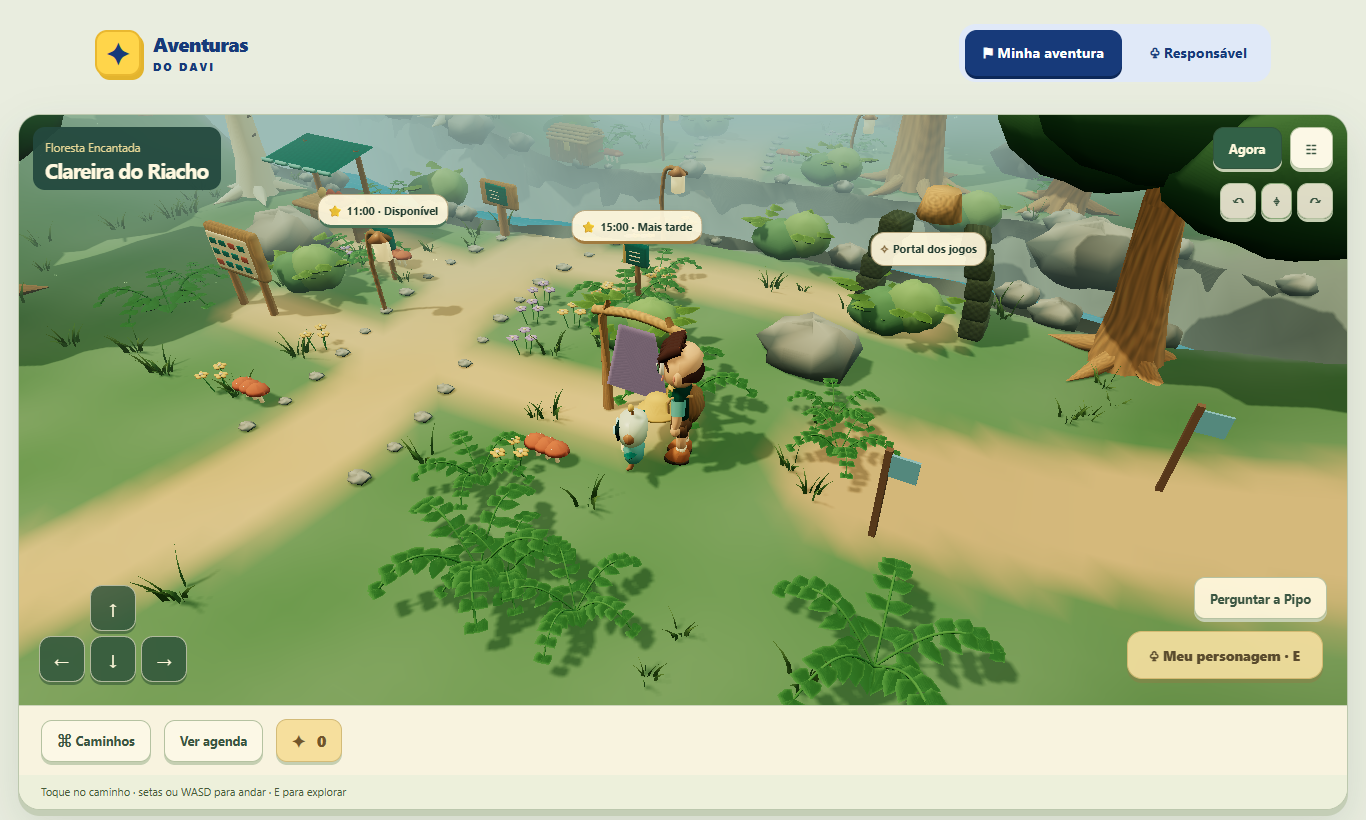 Aventuras
DO DAVI
Minha aventura
Responsável
Floresta Encantada
Clareira do Riacho
Agora
11:00 · Disponível
15:00 · Mais tarde
Portal dos jogos
↑
← ↓ →
Perguntar a Pipo
Meu personagem · E
⌘ Caminhos
Ver agenda
✦ 0
Toque no caminho · setas ou WASD para andar · E para explorar